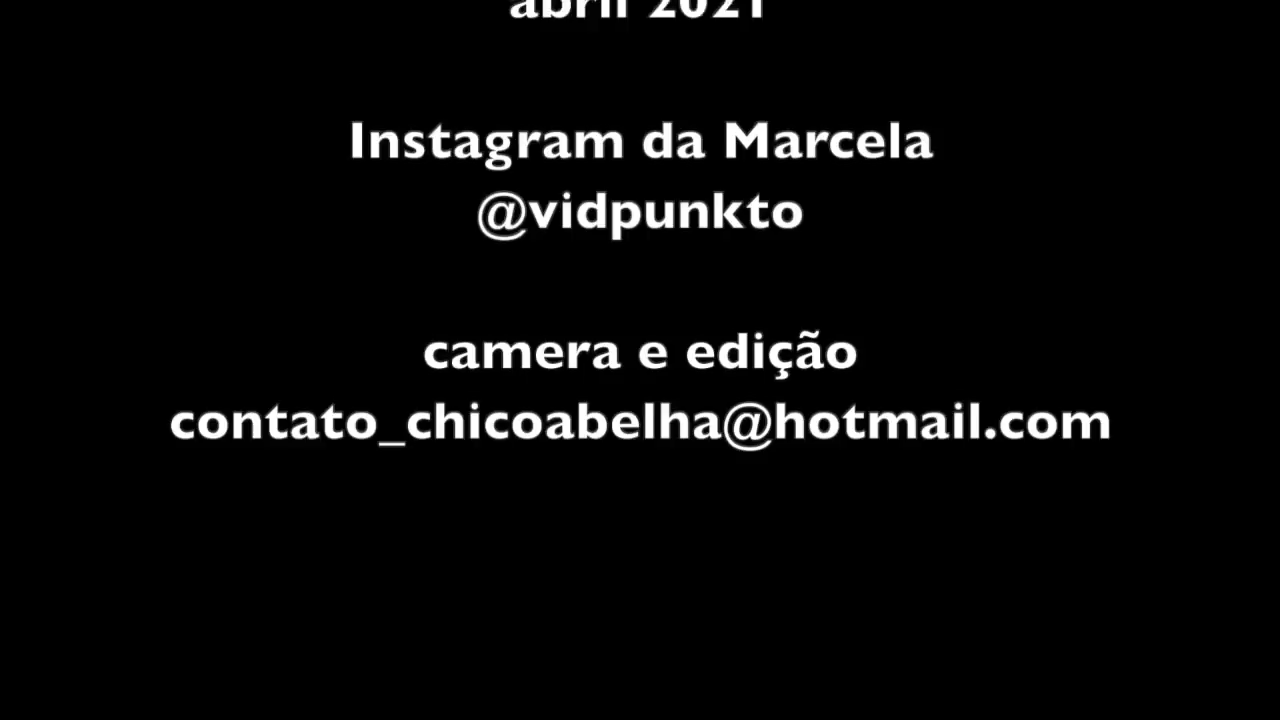 abril 2021
Instagram da Marcela
@vidpunkto
camera e edição
contato_chicoabelha@hotmail.com